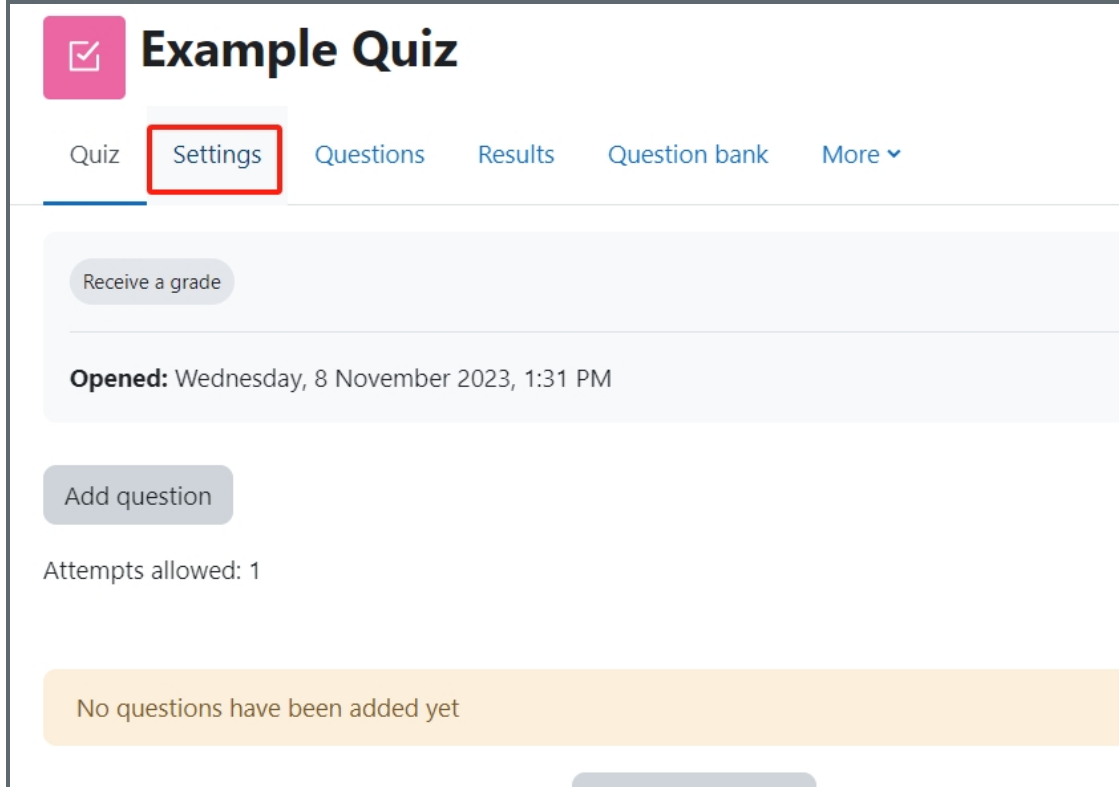 Example Quiz
Quiz Settings Questions Results Question bank More
Receive a grade
Opened: Wednesday, 8 November 2023, 1:31 PM
Add question
Attempts allowed: 1
No questions have been added yet